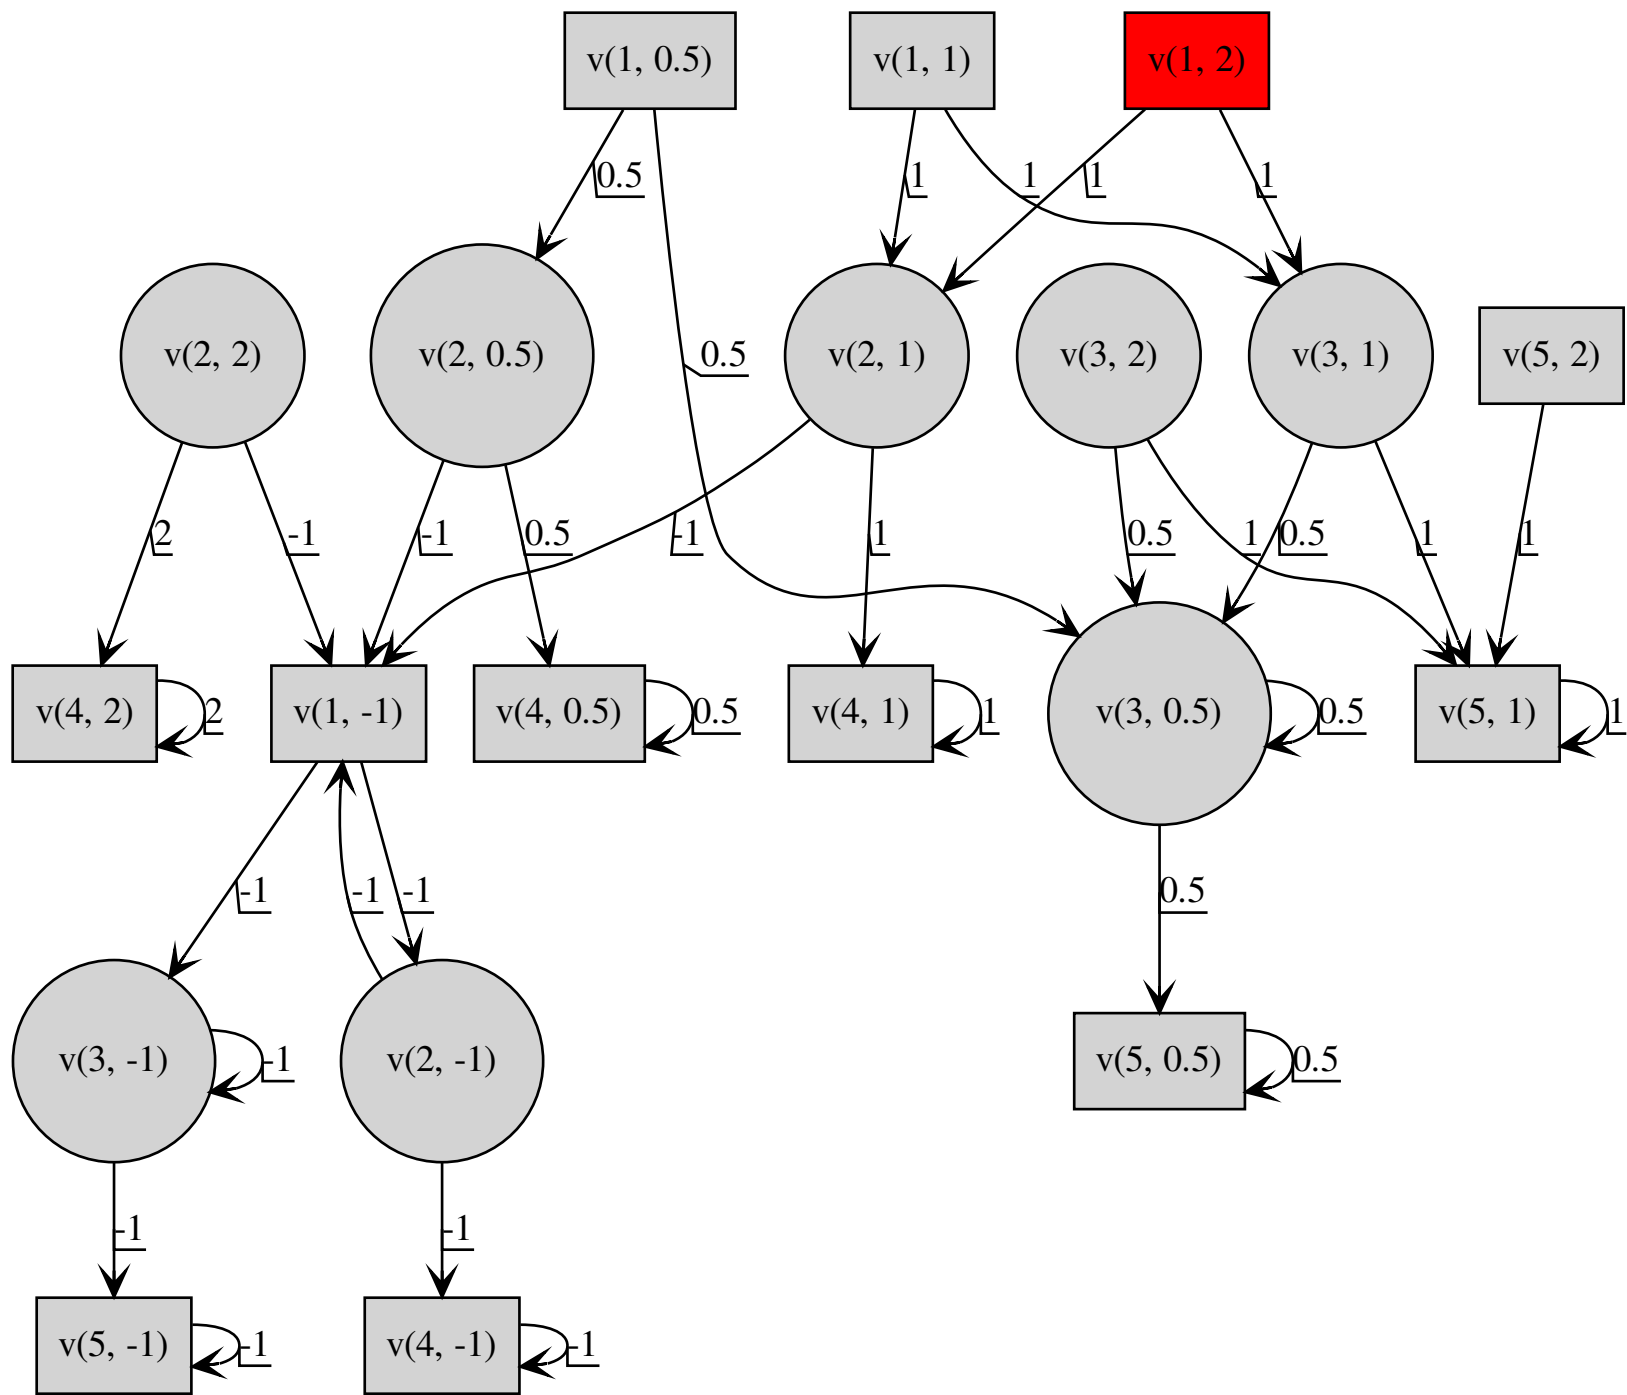 v(1, 0.5) v(1, 1) v(1, 2)
0.5 1 1 1 1
v(2, 2) v(2, 0.5) 0.5 v(2, 1) v(3, 2) v(3, 1) v(5, 2)
2 -1 -1 0.5 -1 1 0.5 1 0.5 1 1
v(4, 2) 2 v(1, -1) v(4, 0.5) 0.5 v(4, 1) 1 v(3, 0.5) 0.5 v(5, 1) 1
-1 -1 -1 0.5
v(3, -1) -1 v(2, -1) v(5, 0.5) 0.5
-1 -1
v(5, -1) -1 v(4, -1) -1